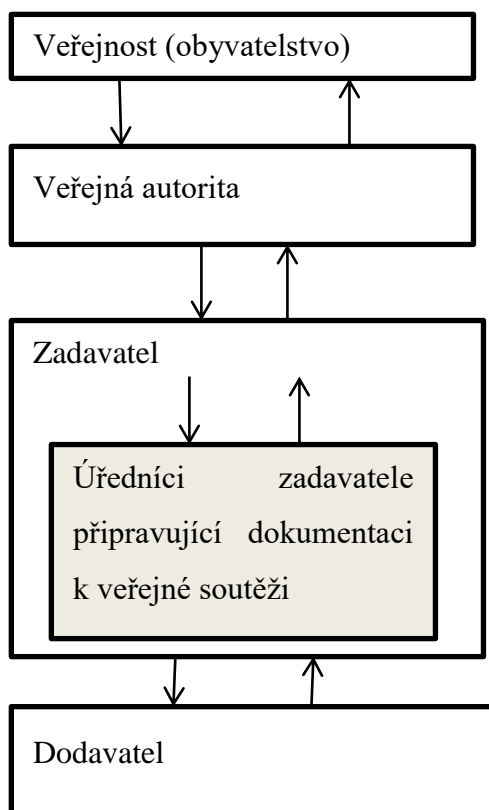 Veřejnost (obyvatelstvo)
Veřejná autorita
Zadavatel
Úředníci zadavatele
připravující dokumentaci
k veřejné soutěži
Dodavatel